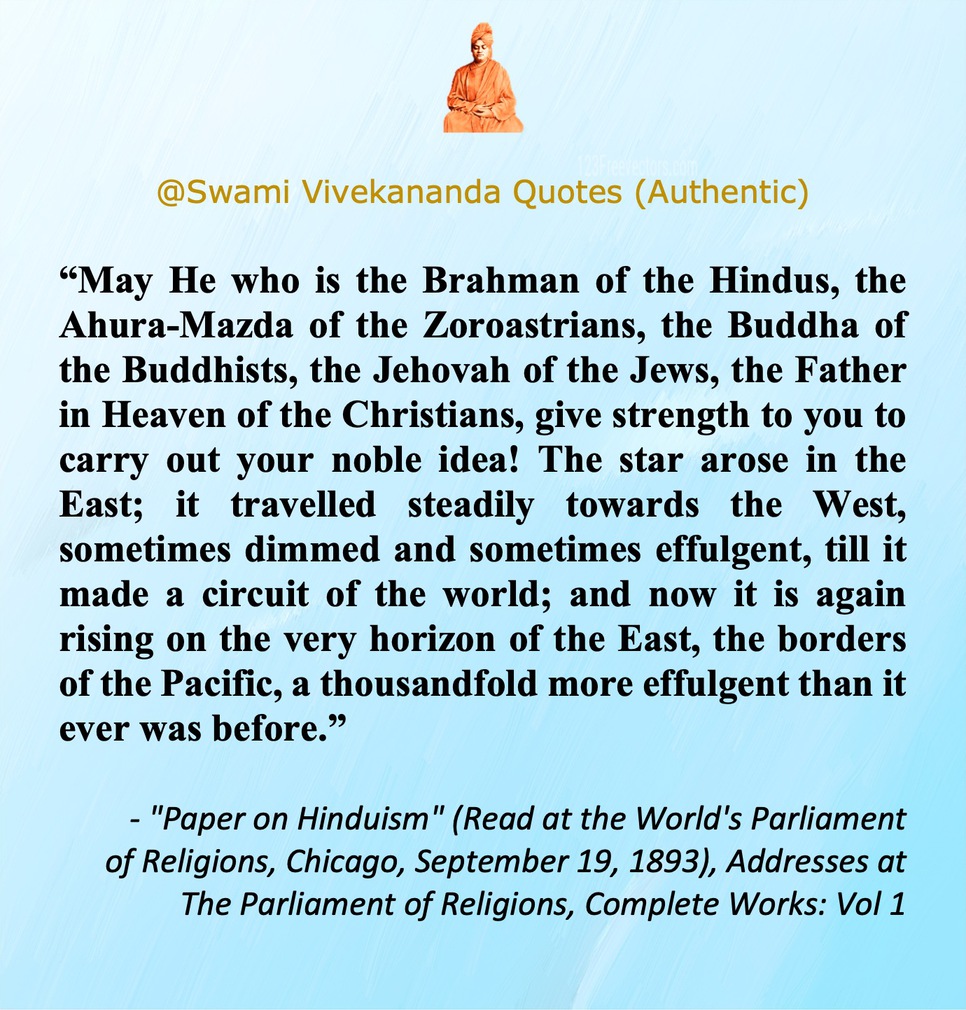 123Freevectors.com
@Swami Vivekananda Quotes (Authentic)
“May He who is the Brahman of the Hindus, the
Ahura-Mazda of the Zoroastrians, the Buddha of
the Buddhists, the Jehovah of the Jews, the Father
in Heaven of the Christians, give strength to you to
carry out your noble idea! The star arose in the
East; it travelled steadily towards the West,
sometimes dimmed and sometimes effulgent, till it
made a circuit of the world; and now it is again
rising on the very horizon of the East, the borders
of the Pacific, a thousandfold more effulgent than it
ever was before.”
- "Paper on Hinduism" (Read at the World's Parliament
of Religions, Chicago, September 19, 1893), Addresses at
The Parliament of Religions, Complete Works: Vol 1